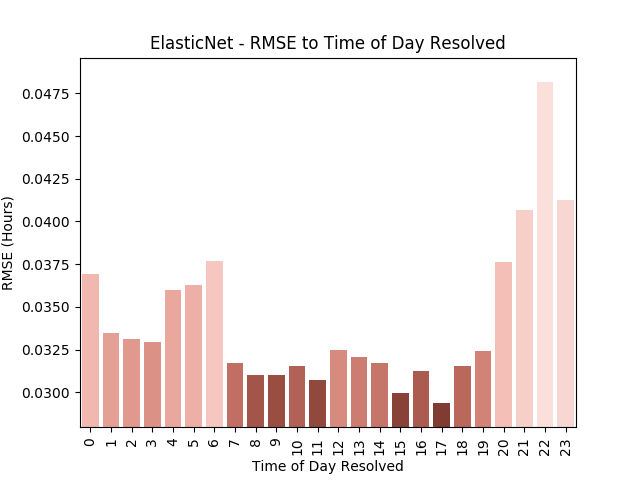 ElasticNet - RMSE to Time of Day Resolved
0.0475
0.0450
0.0425
0.0400
0.0375
0.0350
0.0325
0.0300
RMSE (Hours)
0 1 2 3 4 5 6 7 8 9 10 11 12 13 14 15 16 17 18 19 20 21 22 23
Time of Day Resolved